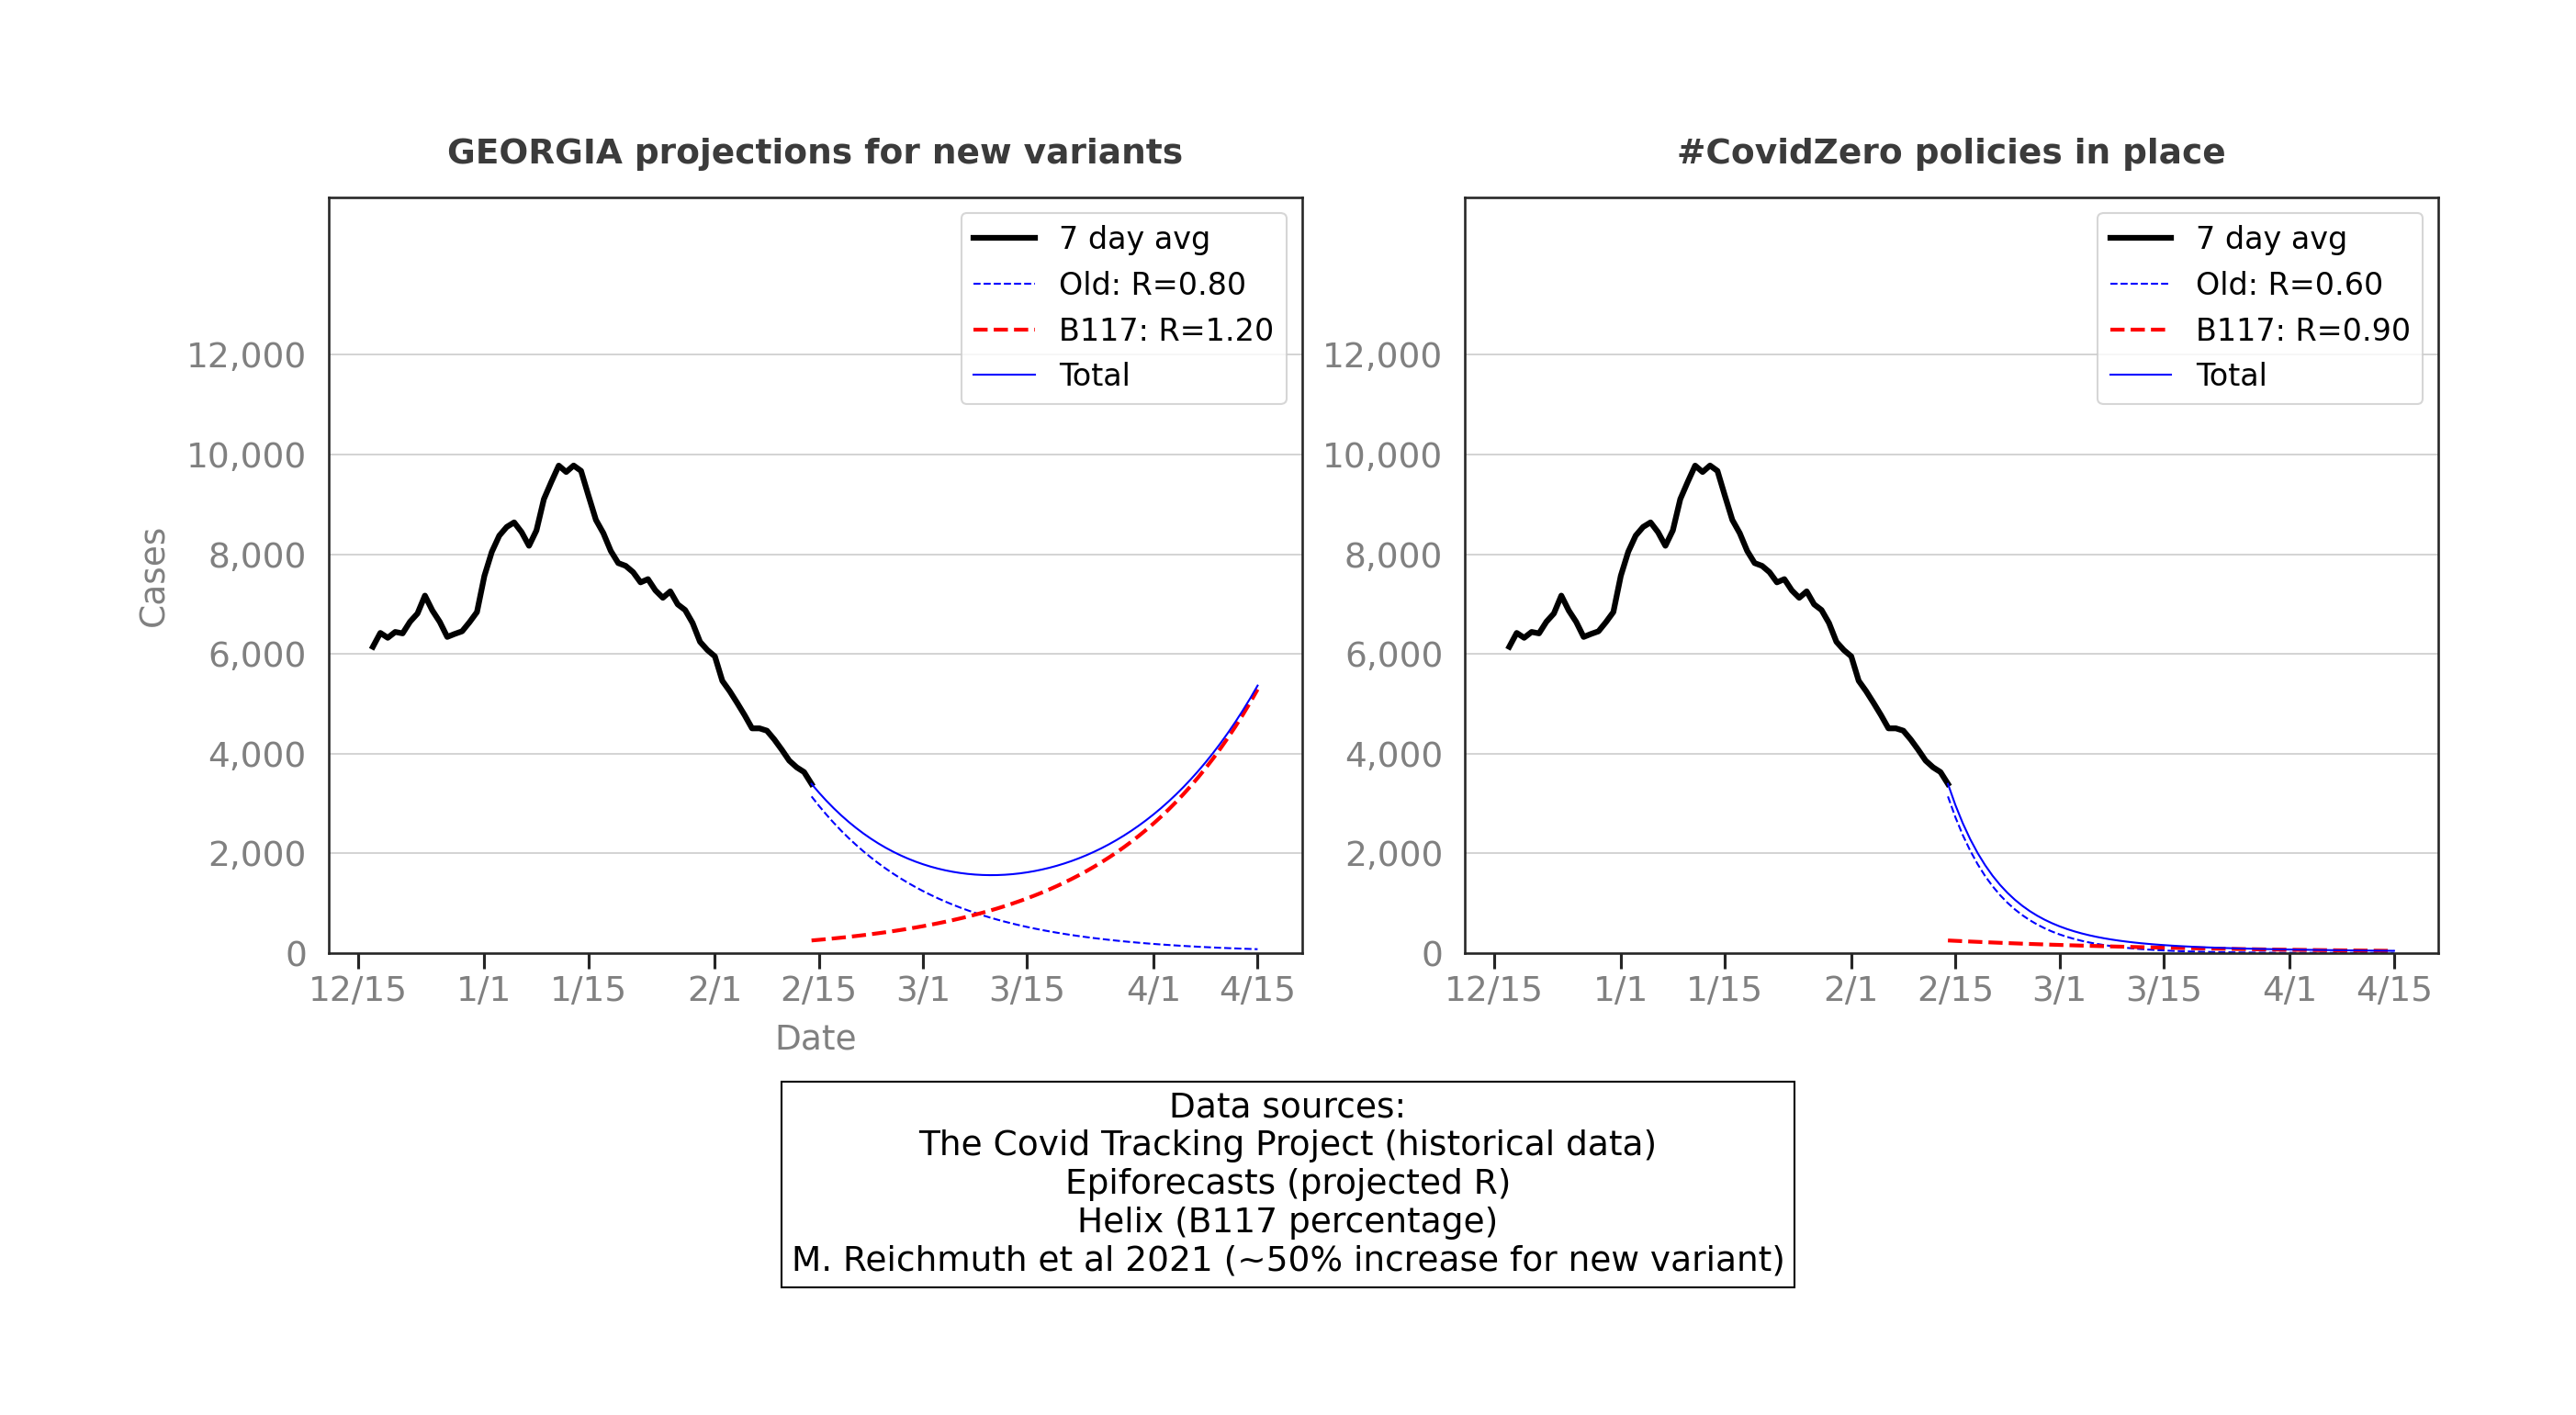 GEORGIA projections for new variants
7 day avg
Old: R=0.80
B117: R=1.20
Total
12,000
10,000
8,000
6,000
4,000
2,000
0
Cases
12/15 1/1 1/15 2/1 2/15 3/1 3/15 4/1 4/15
Date
#CovidZero policies in place
7 day avg
Old: R=0.60
B117: R=0.90
Total
12,000
10,000
8,000
6,000
4,000
2,000
0
12/15 1/1 1/15 2/1 2/15 3/1 3/15 4/1 4/15
Data sources:
The Covid Tracking Project (historical data)
Epiforecasts (projected R)
Helix (B117 percentage)
M. Reichmuth et al 2021 (~50% increase for new variant)